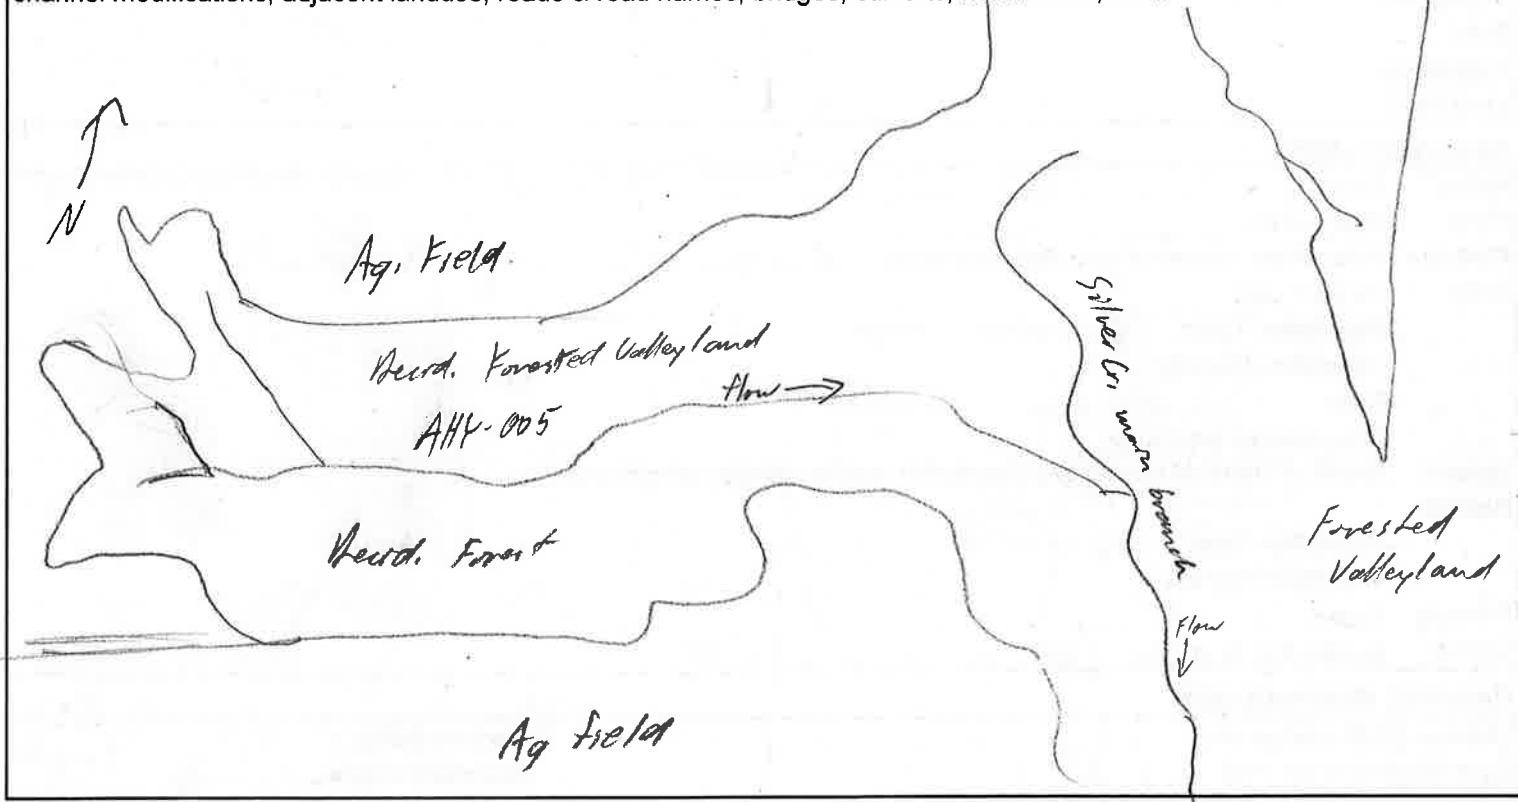 channel modifications, adjacent landuse, roads & road names, bridges,
N
Ag. Field.
Decid. Forested Valleyland
flow →
AHY-005
Silver Cr. main branch
Decid. Forest
Forested
Valleyland
Flow
↓
Ag field